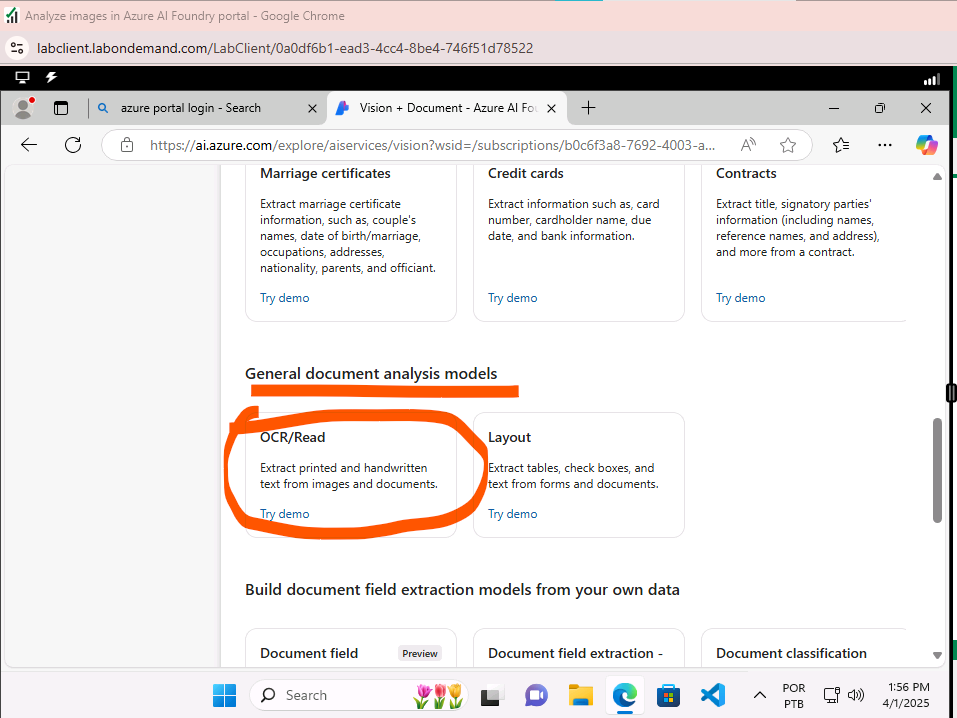 Analyze images in Azure AI Foundry portal - Google Chrome
labclient.labondemand.com/LabClient/0a0df6b1-ead3-4cc4-8be4-746f51d78522
azure portal login - Search
Vision + Document - Azure AI Fou
https://ai.azure.com/explore/aiservices/vision?wsid=/subscriptions/b0c6f3a8-7692-4003-a...
Marriage certificates
Extract marriage certificate
information, such as, couple's
names, date of birth/marriage,
occupations, addresses,
nationality, parents, and officiant.
Try demo
Credit cards
Extract information such as, card
number, cardholder name, due
date, and bank information.
Try demo
Contracts
Extract title, signatory parties'
information (including names,
reference names, and address),
and more from a contract.
Try demo
General document analysis models
OCR/Read
Extract printed and handwritten
text from images and documents.
Try demo
Layout
Extract tables, check boxes, and
text from forms and documents.
Try demo
Build document field extraction models from your own data
Document field
Preview
Document field extraction -
Document classification
Search
POR
PTB
1:56 PM
4/1/2025